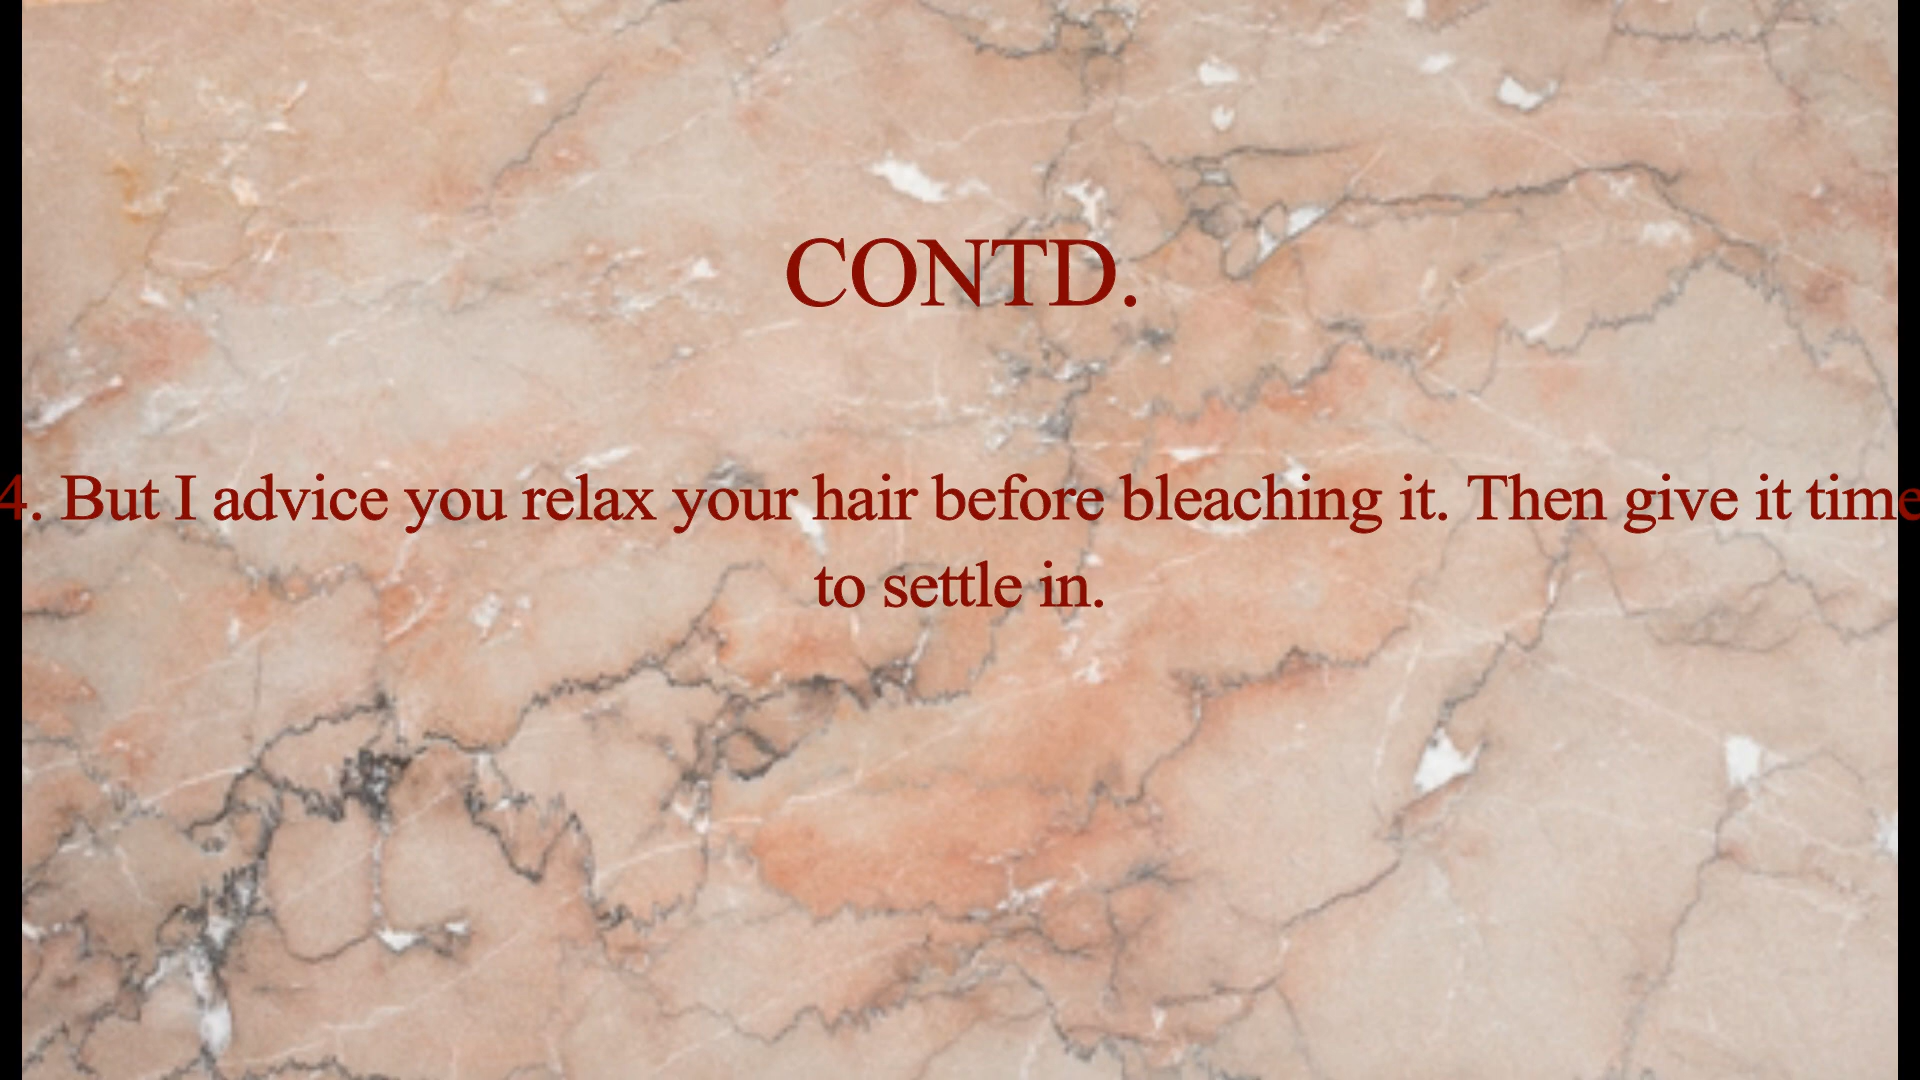 CONTD.
4. But I advice you relax your hair before bleaching it. Then give it time
to settle in.